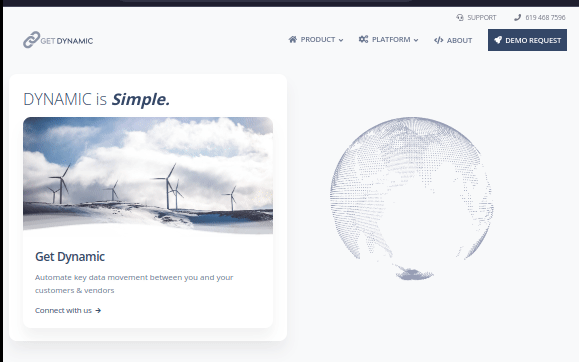 SUPPORT 619 468 7596
GET DYNAMIC PRODUCT PLATFORM </> ABOUT DEMO REQUEST
DYNAMIC is Simple.
Get Dynamic
Automate key data movement between you and your
customers & vendors
Connect with us →